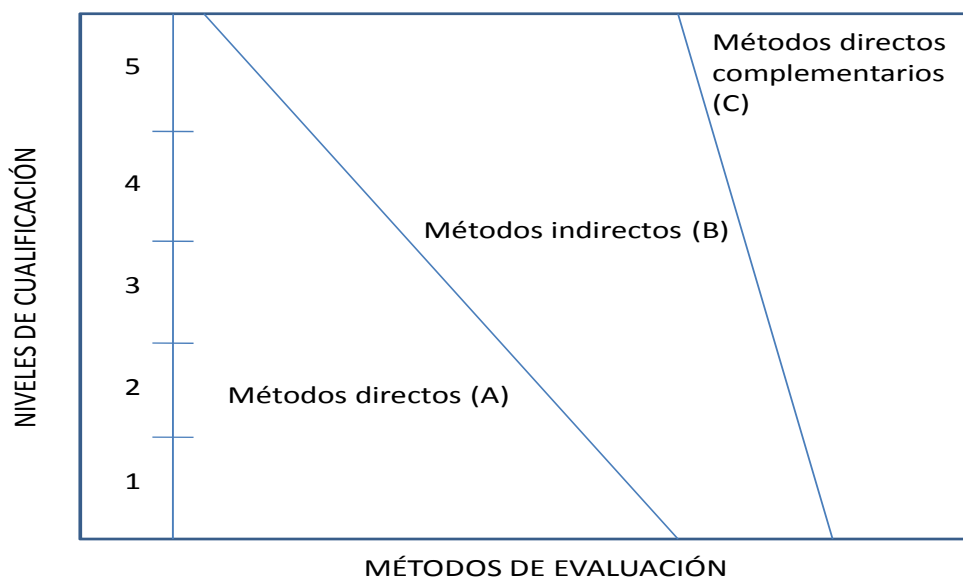 NIVELES DE CUALIFICACIÓN
5
4
3
2
1
Métodos directos
complementarios
(C)
Métodos indirectos (B)
Métodos directos (A)
MÉTODOS DE EVALUACIÓN